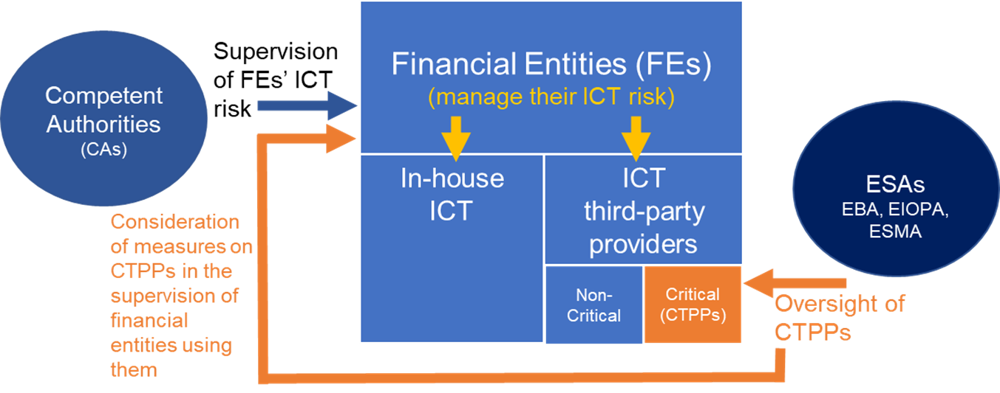 Competent
Authorities
(CAs)
Supervision
of FEs’ ICT
risk
Financial Entities (FEs)
(manage their ICT risk)
In-house
ICT
ICT
third-party
providers
Non-
Critical
Critical
(CTPPs)
ESAs
EBA, EIOPA,
ESMA
Oversight of
CTPPs
Consideration
of measures on
CTPPs in the
supervision of
financial
entities using
them